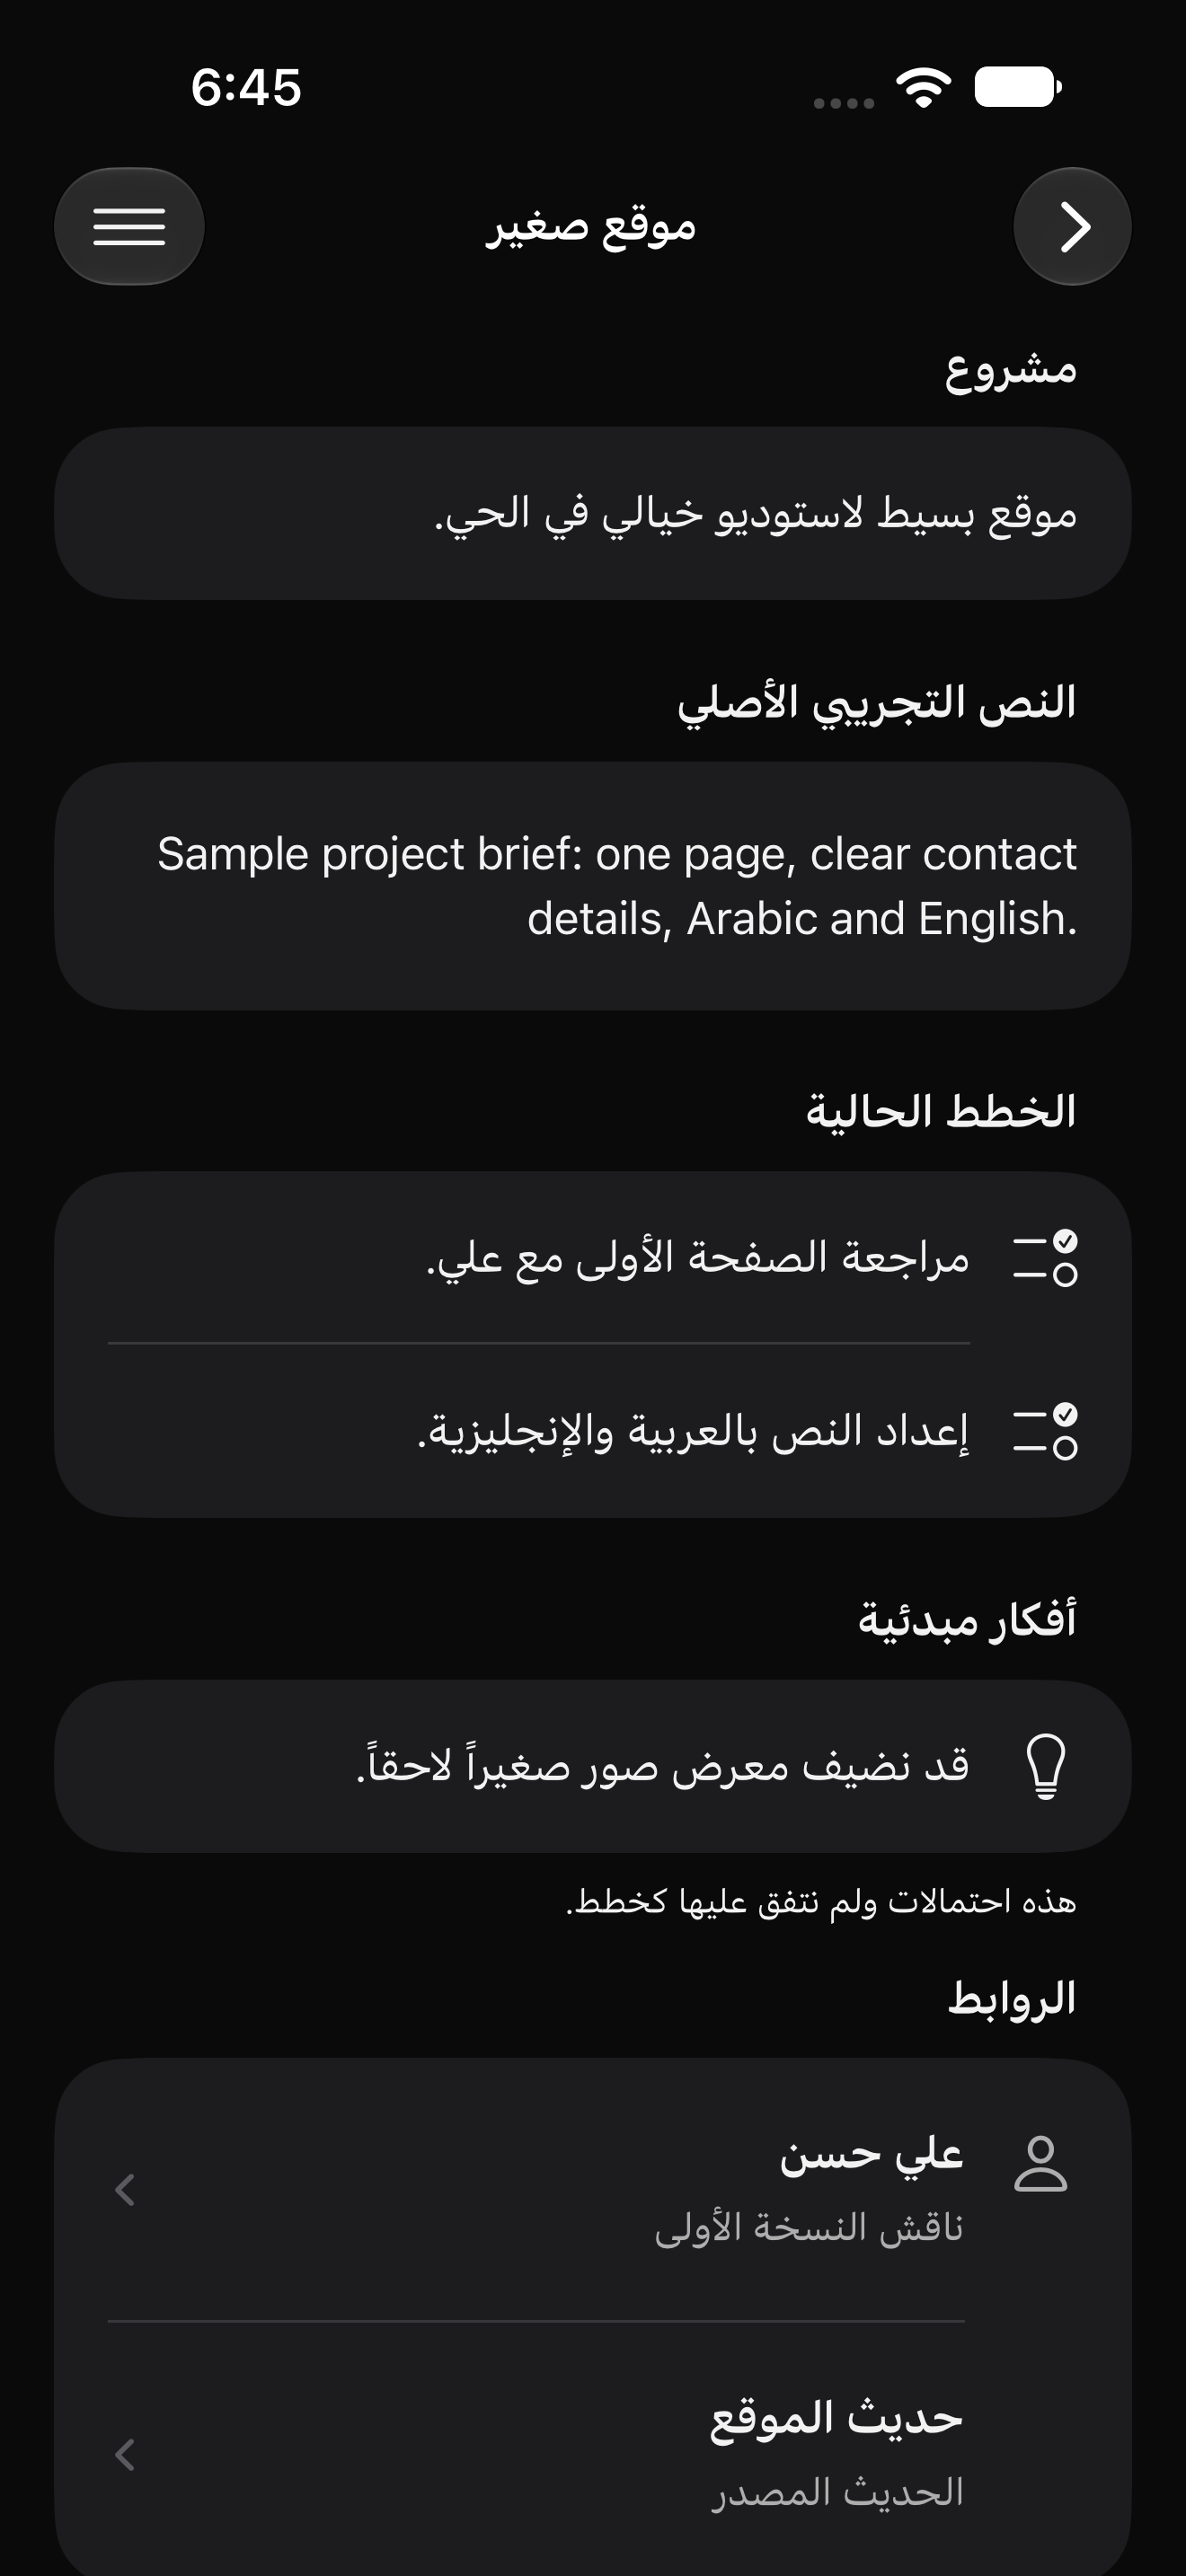 6:45
موقع صغير
مشروع
موقع بسيط لاستوديو خيالي في الحي.
النص التجريبي الأصلي
Sample project brief: one page, clear contact
details, Arabic and English.
الخطط الحالية
مراجعة الصفحة الأولى مع علي.
إعداد النص بالعربية والإنجليزية.
أفكار مبدئية
قد نضيف معرض صور صغيراً لاحقاً.
هذه احتمالات ولم نتفق عليها كخطط.
الروابط
علي حسن
ناقش النسخة الأولى
حديث الموقع
الحديث المصدر